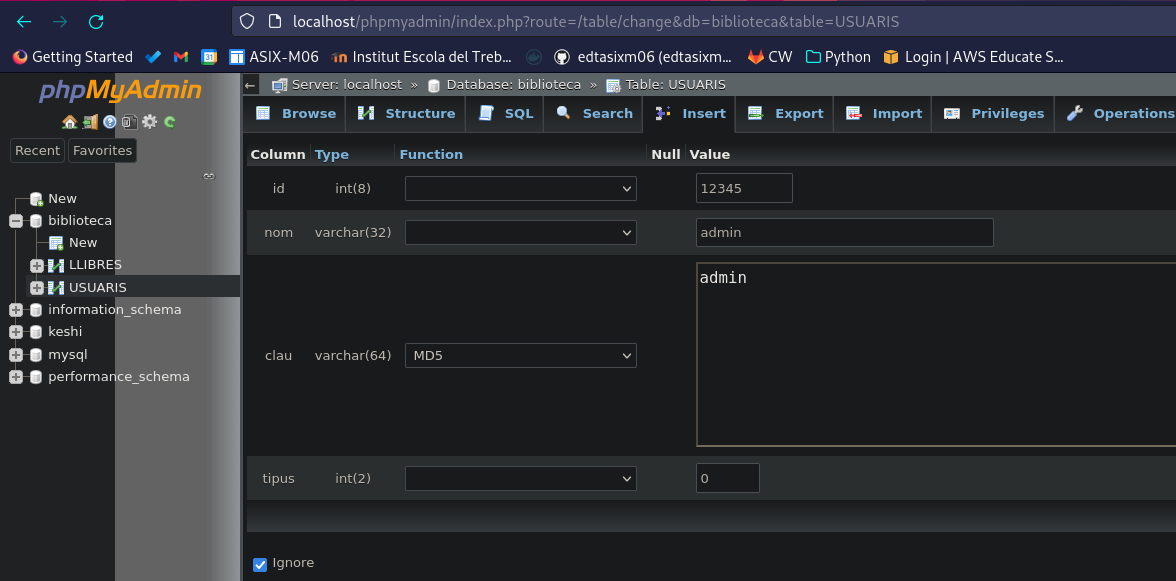 localhost/phpmyadmin/index.php?route=/table/change&db=biblioteca&table=USUARIS
Getting Started 31 ASIX-M06 Institut Escola del Treb... edtasixm06 (edtasixm... CW Python Login | AWS Educate S...
phpMyAdmin
Recent Favorites
New
biblioteca
New
LLIBRES
USUARIS
information_schema
keshi
mysql
performance_schema
← Server: localhost » Database: biblioteca » Table: USUARIS
Browse Structure SQL Search Insert Export Import Privileges Operations
Column Type Function Null Value
id int(8) 12345
nom varchar(32) admin
clau varchar(64) MD5 admin
tipus int(2) 0
Ignore